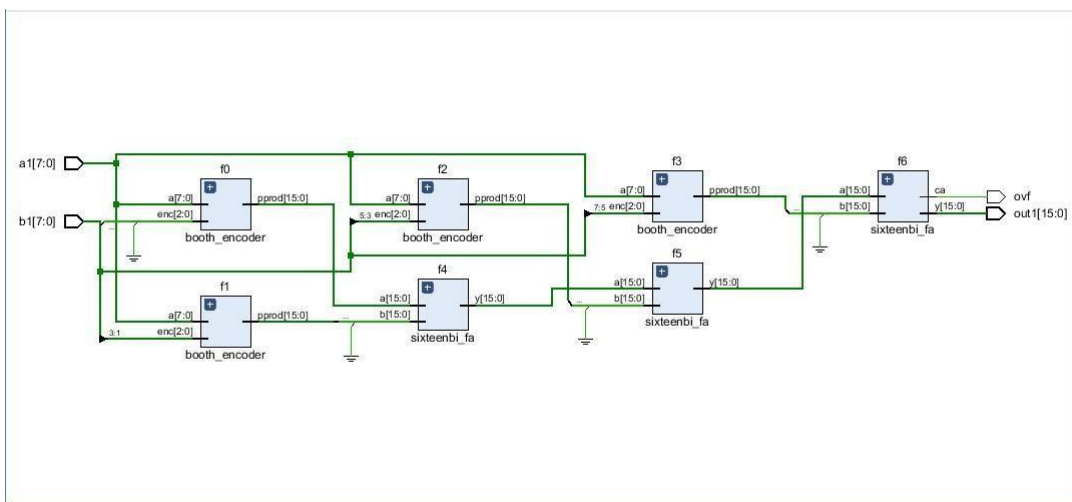 a1[7:0]
b1[7:0]
f0
a[7:0]
enc[2:0]
pprod[15:0]
...
booth_encoder
f1
a[7:0]
3:1
enc[2:0]
pprod[15:0]
...
booth_encoder
f2
a[7:0]
5:3
enc[2:0]
pprod[15:0]
booth_encoder
f4
a[15:0]
b[15:0]
y[15:0]
sixteenbi_fa
f3
a[7:0]
7:5
enc[2:0]
pprod[15:0]
booth_encoder
f5
a[15:0]
...
b[15:0]
y[15:0]
sixteenbi_fa
f6
a[15:0]
...
b[15:0]
ca
y[15:0]
sixteenbi_fa
ovf
out1[15:0]